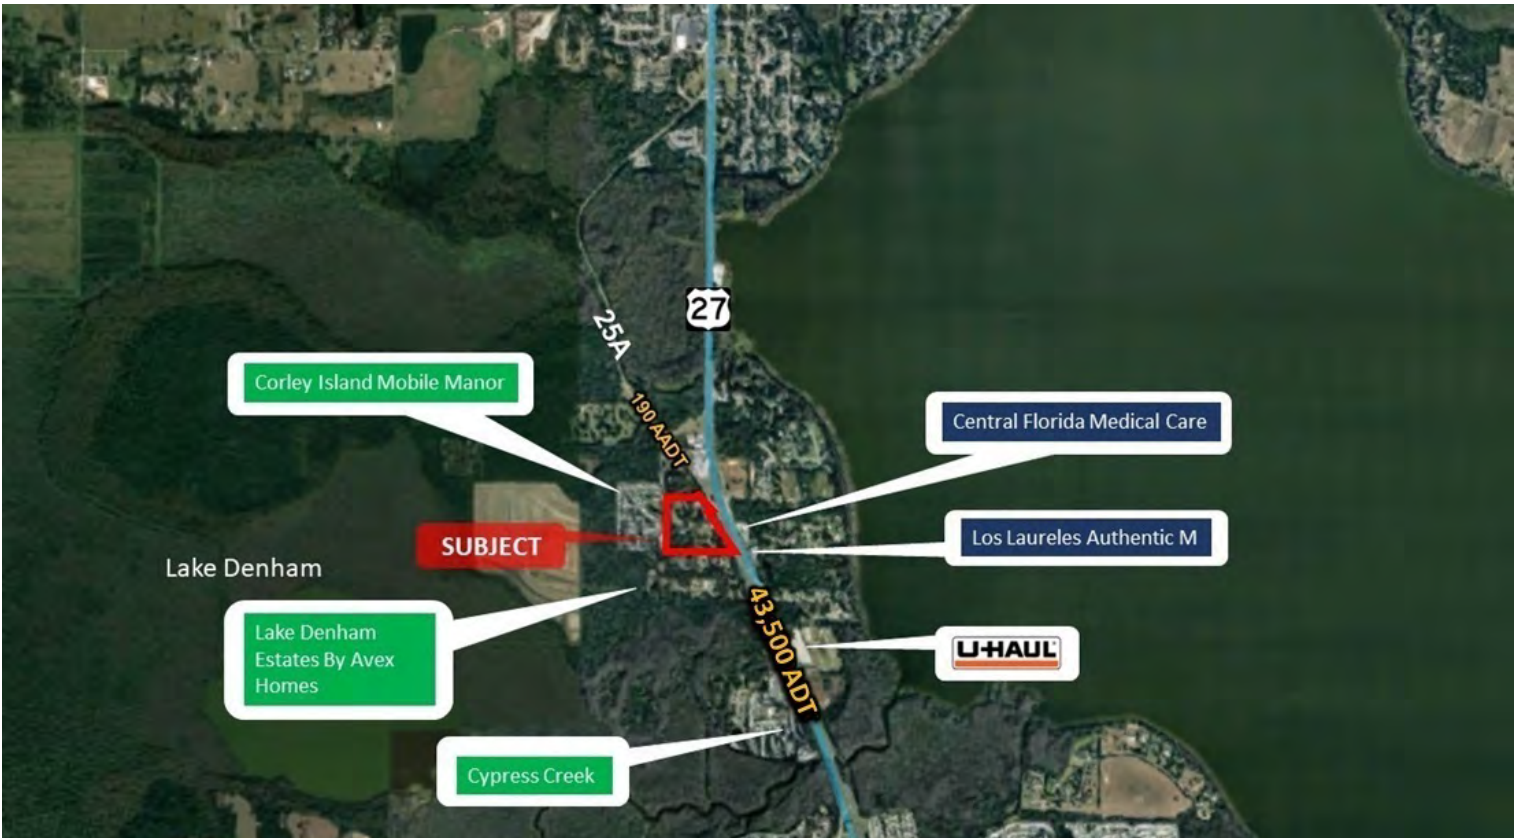 27
25A
Corley Island Mobile Manor
190 AADT
Central Florida Medical Care
SUBJECT
Los Laureles Authentic M
Lake Denham
Lake Denham
Estates By Avex
Homes
43,500 ADT
U-HAUL
Cypress Creek